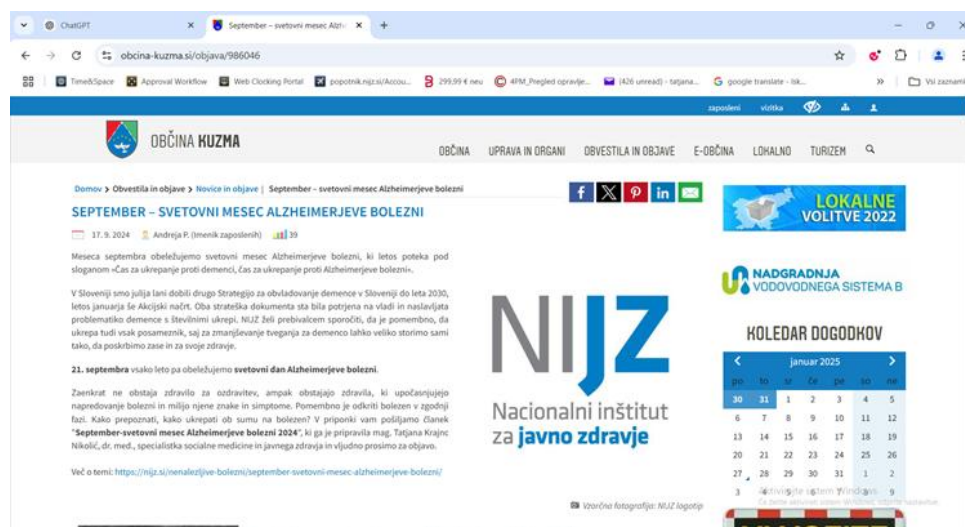 ChatGPT
September – svetovni mesec Alzh
obcina-kuzma.si/objava/986046
Time&Space
Approval Workflow
Web Clocking Portal
popotnik.nijz.si/Accou...
299,99 € neu
4PM_Pregled opravlje...
(426 unread) - tatjana...
google translate - Isk...
Vsi zaznamki
zaposleni
vizitka
OBČINA KUZMA
OBČINA
UPRAVA IN ORGANI
OBVESTILA IN OBJAVE
E-OBČINA
LOKALNO
TURIZEM
Domov > Obvestila in objave > Novice in objave | September – svetovni mesec Alzheimerjeve bolezni
SEPTEMBER – SVETOVNI MESEC ALZHEIMERJEVE BOLEZNI
17. 9. 2024 Andreja P. (Imenik zaposlenih) 39
Meseca septembra obeležujemo svetovni mesec Alzheimerjeve bolezni, ki letos poteka pod
sloganom »Čas za ukrepanje proti demenci, čas za ukrepanje proti Alzheimerjevi bolezni«.
V Sloveniji smo julija lani dobili drugo Strategijo za obvladovanje demence v Sloveniji do leta 2030,
letos januarja še Akcijski načrt. Oba strateška dokumenta sta bila potrjena na vladi in naslavljata
problematiko demence s številnimi ukrepi. NIJZ želi prebivalcem sporočiti, da je pomembno, da
ukrepa tudi vsak posameznik, saj za zmanjševanje tveganja za demenco lahko veliko storimo sami
tako, da poskrbimo zase in za svoje zdravje.
21. septembra vsako leto pa obeležujemo svetovni dan Alzheimerjeve bolezni.
Zaenkrat ne obstaja zdravilo za ozdravitev, ampak obstajajo zdravila, ki upočasnjujejo
napredovanje bolezni in milijo njene znake in simptome. Pomembno je odkriti bolezen v zgodnji
fazi. Kako prepoznati, kako ukrepati ob sumu na bolezen? V priponki vam pošiljamo članek
"September-svetovni mesec Alzheimerjeve bolezni 2024", ki ga je pripravila mag. Tatjana Krajnc
Nikolić, dr. med., specialistka socialne medicine in javnega zdravja in vljudno prosimo za objavo.
Več o temi: https://nijz.si/nenalezljive-bolezni/september-svetovni-mesec-alzheimerjeve-bolezni/
NIJZ
Nacionalni inštitut
za javno zdravje
Vzorčna fotografija: NIJZ logotip
LOKALNE
VOLITVE 2022
NADGRADNJA
VODOVODNEGA SISTEMA B
KOLEDAR DOGODKOV
januar 2025
po to sr če pe so ne
30 31 1 2 3 4 5
6 7 8 9 10 11 12
13 14 15 16 17 18 19
20 21 22 23 24 25 26
27 28 29 30 31 1 2
3 4 5 6 7 8 9
Aktivirajte sistem Windows